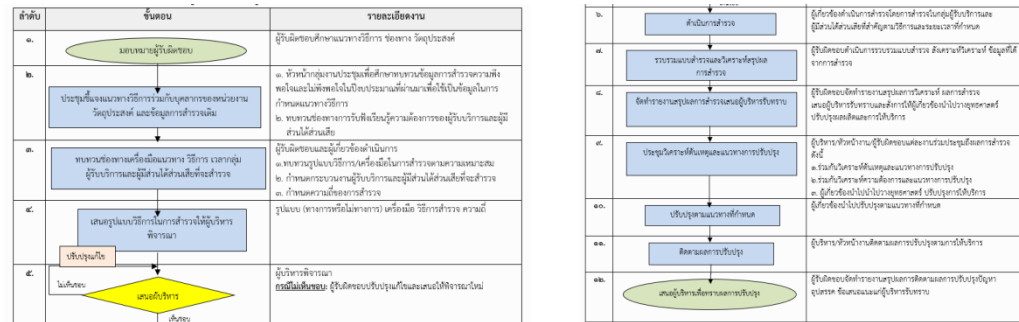 ลำดับ
ขั้นตอน
รายละเอียดงาน
๑.
มอบหมายผู้รับผิดชอบ
ผู้รับผิดชอบศึกษาแนวทางวิธีการ ช่องทาง วัตถุประสงค์
๒.
ประชุมชี้แจงแนวทางวิธีการร่วมกับบุคลากรของหน่วยงาน
วัตถุประสงค์ และข้อมูลการสำรวจเดิม
๑. หัวหน้ากลุ่มงานประชุมเพื่อศึกษาทบทวนข้อมูลการสำรวจความพึง
พอใจและไม่พึงพอใจในปีงบประมาณที่ผ่านมาเพื่อใช้เป็นข้อมูลในการ
กำหนดแนวทางวิธีการ
๒. ทบทวนช่องทางการรับฟังเรียนรู้ความต้องการของผู้รับบริการและผู้มี
ส่วนได้ส่วนเสีย
๓.
ทบทวนช่องทางเครื่องมือแนวทาง วิธีการ เวลากลุ่ม
ผู้รับบริการและผู้มีส่วนได้ส่วนเสียที่จะสำรวจ
ผู้รับผิดชอบและผู้เกี่ยวข้องดำเนินการ
๑.ทบทวนรูปแบบวิธีการ/เครื่องมือในการสำรวจตามความเหมาะสม
๒. กำหนดกระบวนงานผู้รับบริการและผู้มีส่วนได้ส่วนเสียที่จะสำรวจ
๓. กำหนดความถี่ของการสำรวจ
๔.
เสนอรูปแบบวิธีการในการสำรวจให้ผู้บริหาร
พิจารณา
รูปแบบ (ทางการหรือไม่ทางการ) เครื่องมือ วิธีการสำรวจ ความถี่
ปรับปรุงแก้ไข
๕.
ไม่เห็นชอบ
เสนอผู้บริหาร
เห็นชอบ
ผู้บริหารพิจารณา
กรณีไม่เห็นชอบ: ผู้รับผิดชอบปรับปรุงแก้ไขและเสนอให้พิจารณาใหม่
๖.
ดำเนินการสำรวจ
ผู้เกี่ยวข้องดำเนินการสำรวจโดยการสำรวจในกลุ่มผู้รับบริการและ
ผู้มีส่วนได้ส่วนเสียที่สำคัญตามวิธีการและระยะเวลาที่กำหนด
๗.
รวบรวมแบบสำรวจและวิเคราะห์สรุปผล
การสำรวจ
ผู้รับผิดชอบดำเนินการรวบรวมแบบสำรวจ สังเคราะห์วิเคราะห์ ข้อมูลที่ได้
จากการสำรวจ
๘.
จัดทำรายงานสรุปผลการสำรวจเสนอผู้บริหารรับทราบ
ผู้รับผิดชอบจัดทำรายงานสรุปผลการวิเคราะห์ ผลการสำรวจ
เสนอผู้บริหารรับทราบและสั่งการให้ผู้เกี่ยวข้องนำไปวางยุทธศาสตร์
ปรับปรุงผลผลิตและการให้บริการ
๙.
ประชุมวิเคราะห์ต้นเหตุและแนวทางการปรับปรุง
ผู้บริหาร/หัวหน้างาน/ผู้รับผิดชอบแต่ละงานร่วมประชุมถึงผลการสำรวจ
ดังนี้
๑.ร่วมกันวิเคราะห์ต้นเหตุและแนวทางการปรับปรุง
๒.ร่วมกันวิเคราะห์ความต้องการและแนวทางการปรับปรุง
๓. ผู้เกี่ยวข้องนำไปนำไปวางยุทธศาสตร์ ปรับปรุงการให้บริการ
๑๐.
ปรับปรุงตามแนวทางที่กำหนด
ผู้เกี่ยวข้องนำไปปรับปรุงตามแนวทางที่กำหนด
๑๑.
ติดตามผลการปรับปรุง
ผู้บริหาร/หัวหน้างานติดตามผลการปรับปรุงตามการให้บริการ
๑๒.
เสนอผู้บริหารเพื่อทราบผลการปรับปรุง
ผู้รับผิดชอบจัดทำรายงานสรุปผลการติดตามผลการปรับปรุงปัญหา
อุปสรรค ข้อเสนอแนะแก่ผู้บริหารรับทราบ